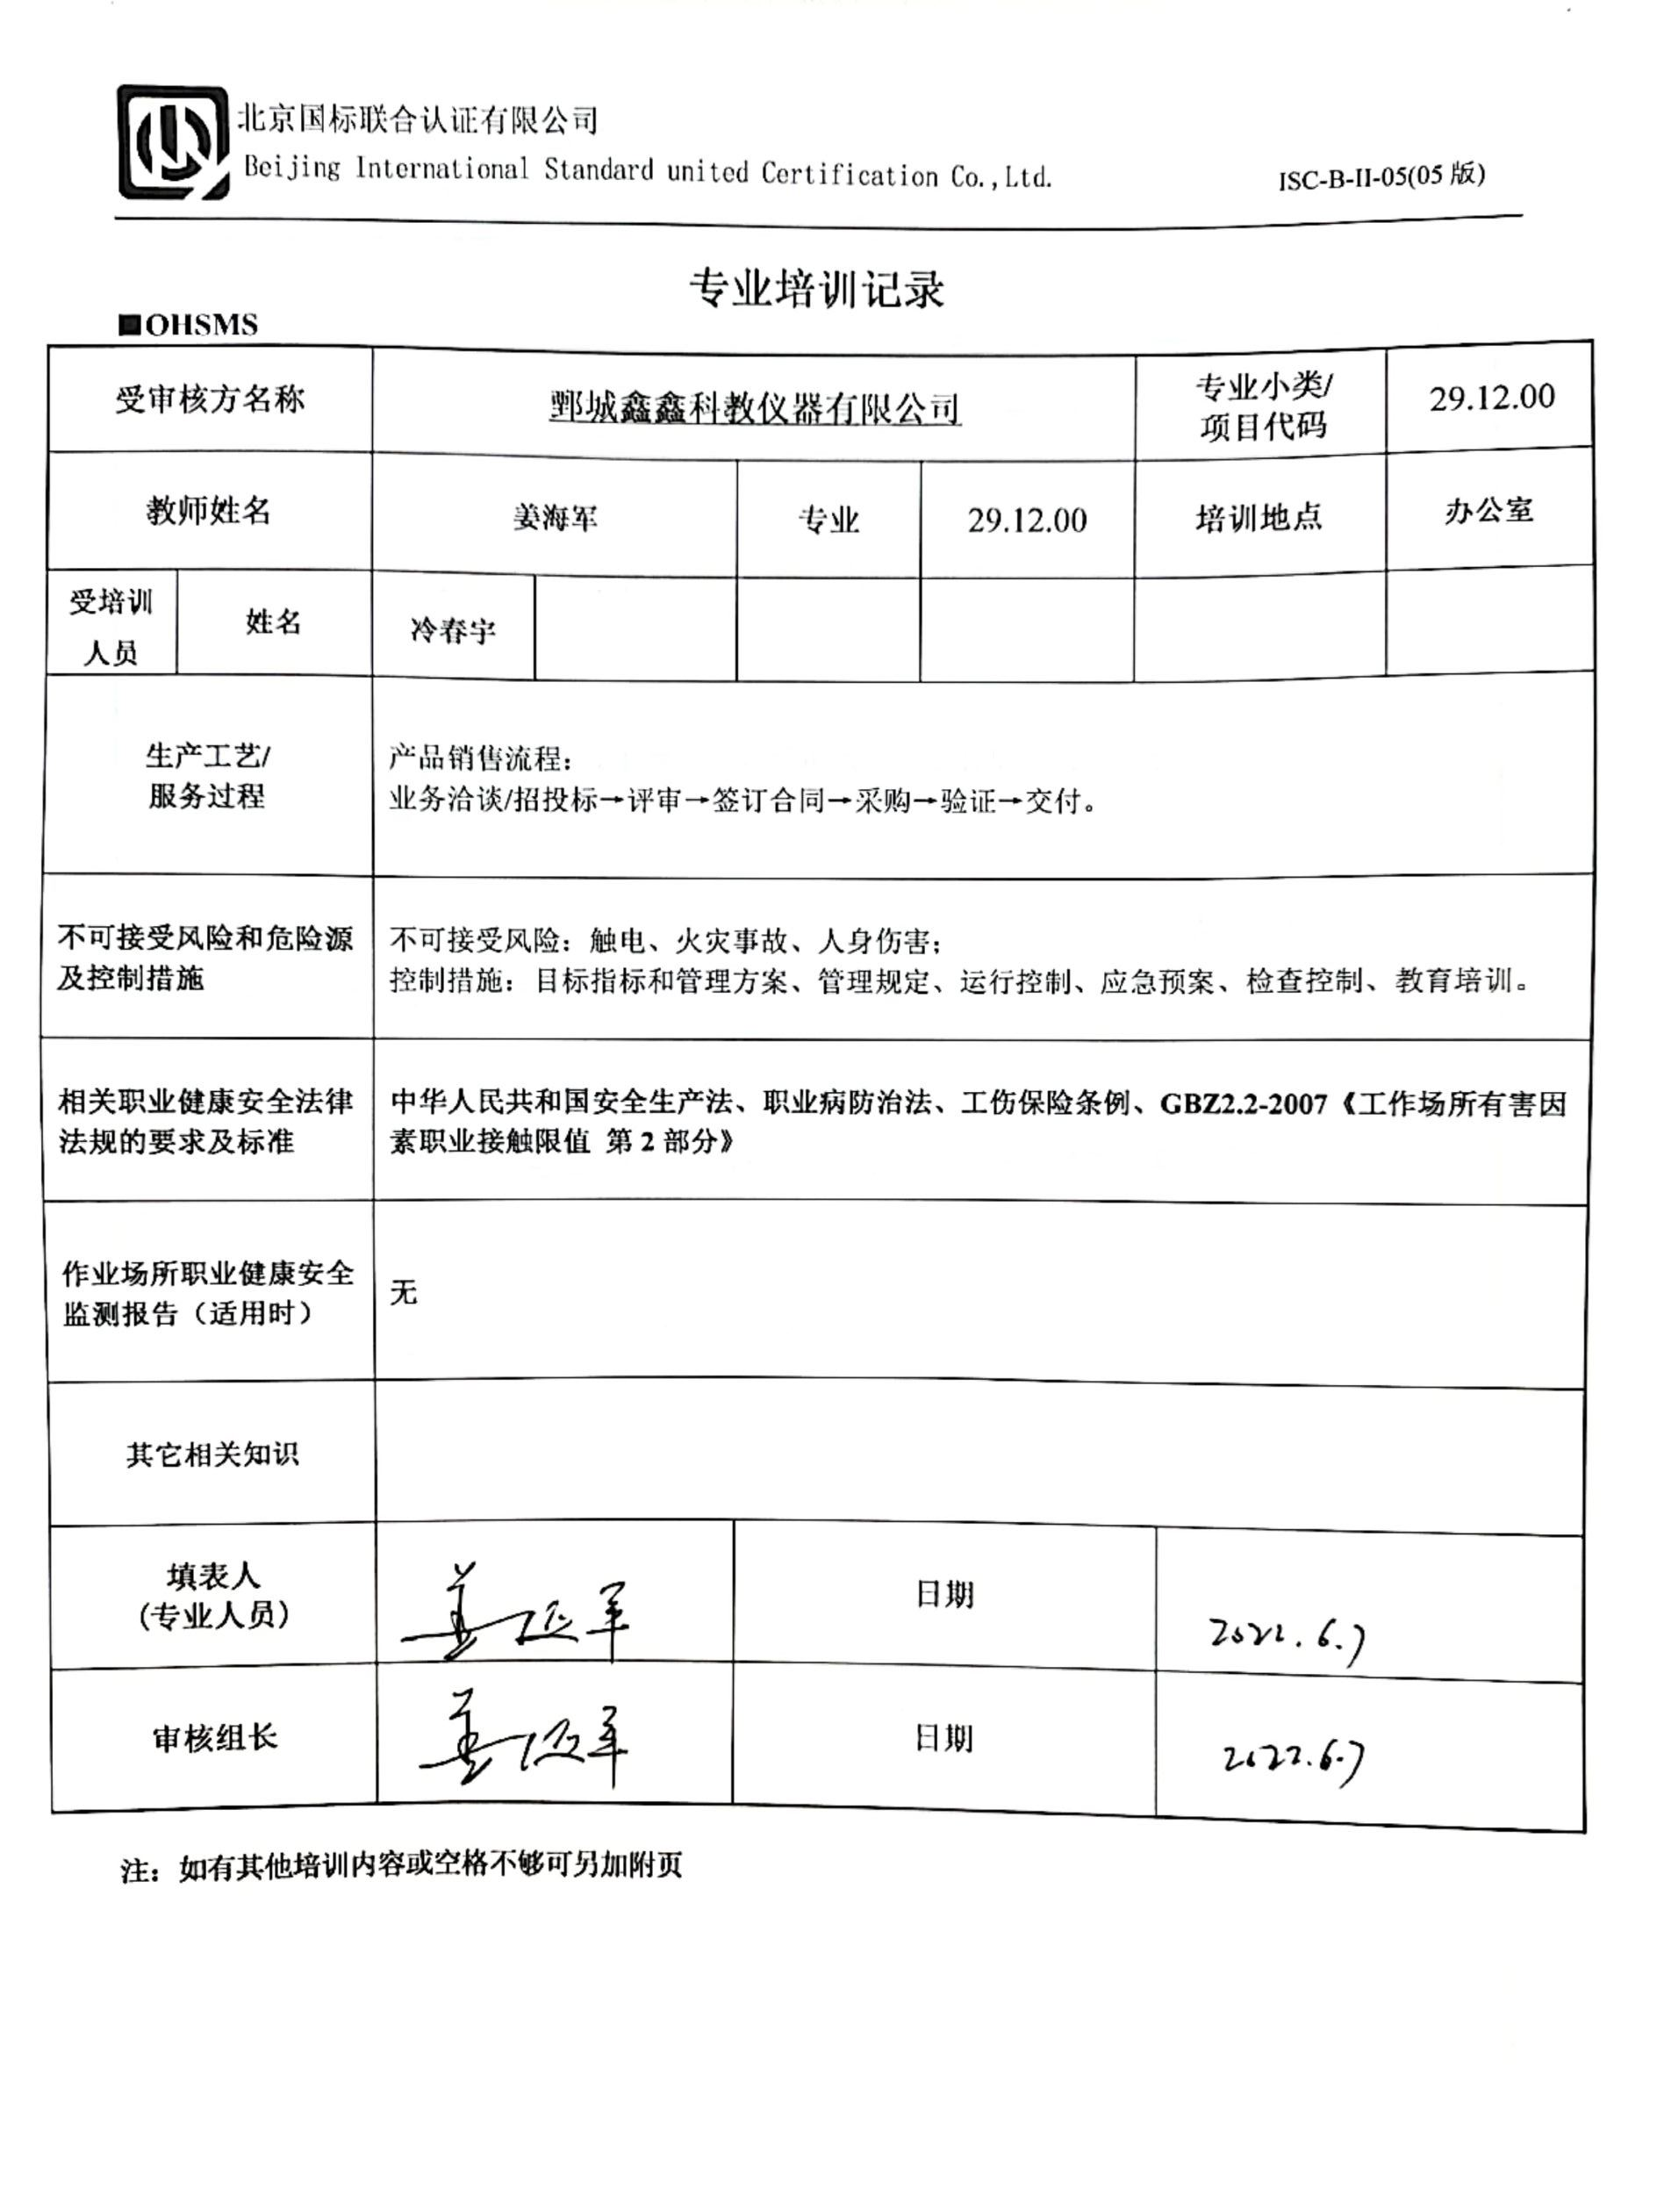 北京国标联合认证有限公司
Beijing International Standard united Certification Co.,Ltd.
ISC-B-II-05(05 版)
专业培训记录
■OHSMS
受审核方名称
鄄城鑫鑫科教仪器有限公司
专业小类/
项目代码
29.12.00
教师姓名
姜海军
专业
29.12.00
培训地点
办公室
受培训
人员
姓名
冷春宇
生产工艺/
服务过程
产品销售流程：
业务洽谈/招投标→评审→签订合同→采购→验证→交付。
不可接受风险和危险源
及控制措施
不可接受风险：触电、火灾事故、人身伤害；
控制措施：目标指标和管理方案、管理规定、运行控制、应急预案、检查控制、教育培训。
相关职业健康安全法律
法规的要求及标准
中华人民共和国安全生产法、职业病防治法、工伤保险条例、GBZ2.2-2007《工作场所有害因
素职业接触限值 第 2 部分》
作业场所职业健康安全
监测报告（适用时）
无
其它相关知识
填表人
(专业人员)
姜海军
日期
2022.6.7
审核组长
姜海军
日期
2022.6.7
注：如有其他培训内容或空格不够可另加附页